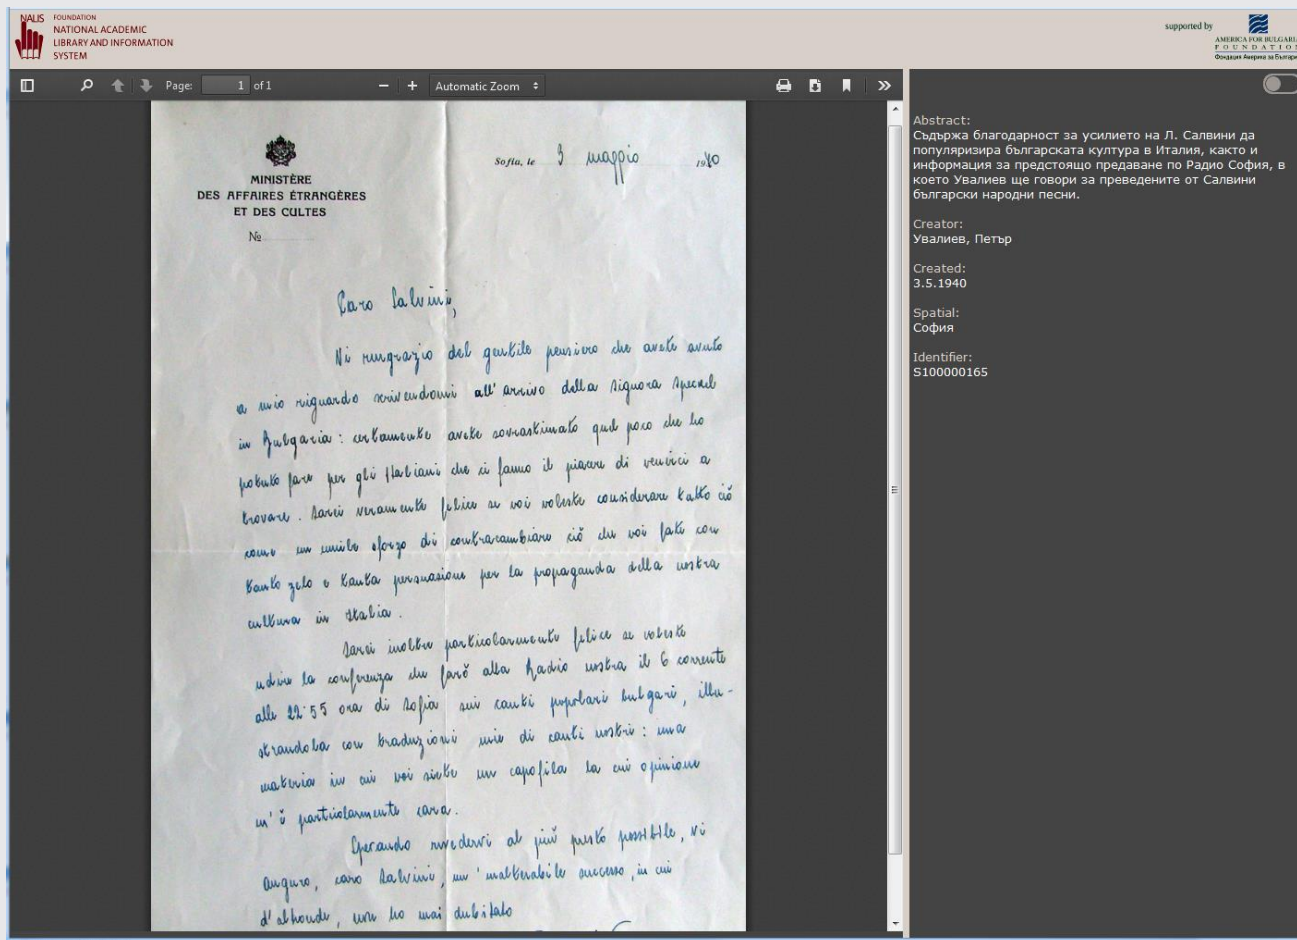 NALIS FOUNDATION
NATIONAL ACADEMIC
LIBRARY AND INFORMATION
SYSTEM
supported by
AMERICA FOR BULGARIA
FOUNDATION
Фондация Америка за България
Page: 1 of 1
Automatic Zoom
MINISTÈRE
DES AFFAIRES ÉTRANGÈRES
ET DES CULTES
№
Sofia, le 3 maggio 1940
Caro Salvini,
Vi ringrazio del gentile pensiero che avete avuto
a mio riguardo scrivendomi all'arrivo della signora
in Bulgaria: certamente avete sovrastimato quel poco che ho
potuto fare per gli Italiani che ci fanno il piacere di venirci a
trovare. Sarei veramente felice se voi voleste considerare tutto ciò
come un umile sforzo di contracambiare ciò che voi fate con
tanto zelo e tanta persuasione per la propaganda della nostra
cultura in Italia.
Sarei inoltre particolarmente felice se voleste
udire la conferenza che farò alla Radio nostra il 6 corrente
alle 22·55 ora di Sofia sui canti popolari bulgari, illu-
strandola con traduzioni mie di canti nostri: una
materia in cui voi siete un capofila la cui opinione
m'è particolarmente cara.
Sperando rivedervi al più presto possibile, vi
auguro, caro Salvini, un'inalterabile successo, in cui
d'altronde, non ho mai dubitato
Abstract:
Съдържа благодарност за усилието на Л. Салвини да
популяризира българската култура в Италия, както и
информация за предстоящо предаване по Радио София, в
което Увалиев ще говори за преведените от Салвини
български народни песни.
Creator:
Увалиев, Петър
Created:
3.5.1940
Spatial:
София
Identifier:
S100000165